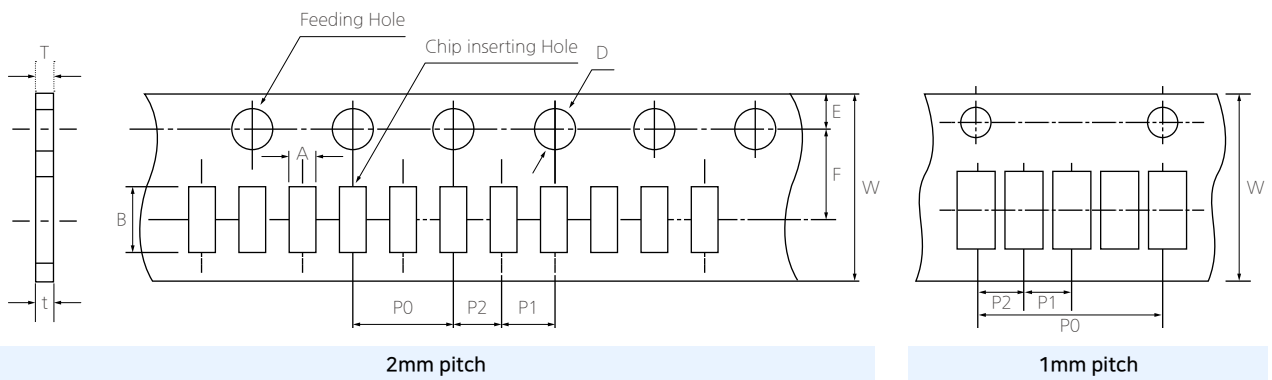 Feeding Hole
Chip inserting Hole
D
T
E
A
F
W
B
t
P0
P2
P1
2mm pitch
W
P2
P1
P0
1mm pitch